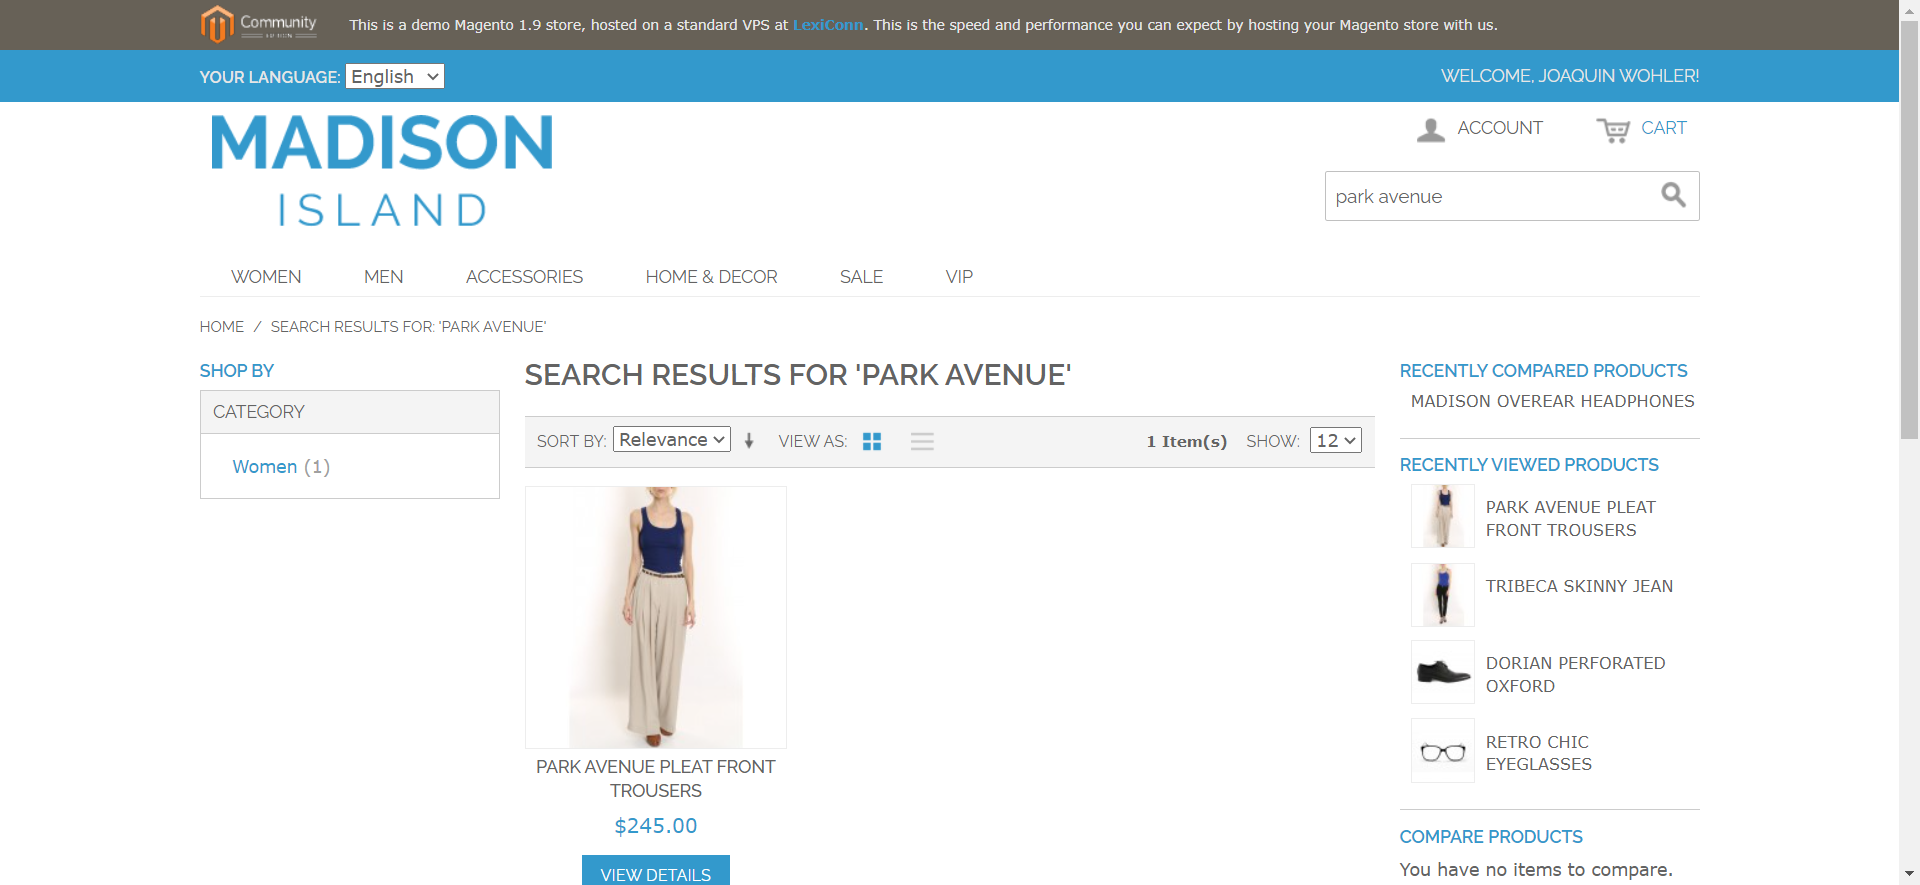 Community
This is a demo Magento 1.9 store, hosted on a standard VPS at LexiConn. This is the speed and performance you can expect by hosting your Magento store with us.
YOUR LANGUAGE: English
WELCOME, JOAQUIN WOHLER!
MADISON
ISLAND
ACCOUNT
CART
park avenue
WOMEN
MEN
ACCESSORIES
HOME & DECOR
SALE
VIP
HOME / SEARCH RESULTS FOR: 'PARK AVENUE'
SHOP BY
CATEGORY
Women (1)
SEARCH RESULTS FOR 'PARK AVENUE'
SORT BY: Relevance
VIEW AS:
1 Item(s)
SHOW: 12
PARK AVENUE PLEAT FRONT
TROUSERS
$245.00
VIEW DETAILS
RECENTLY COMPARED PRODUCTS
MADISON OVEREAR HEADPHONES
RECENTLY VIEWED PRODUCTS
PARK AVENUE PLEAT
FRONT TROUSERS
TRIBECA SKINNY JEAN
DORIAN PERFORATED
OXFORD
RETRO CHIC
EYEGLASSES
COMPARE PRODUCTS
You have no items to compare.